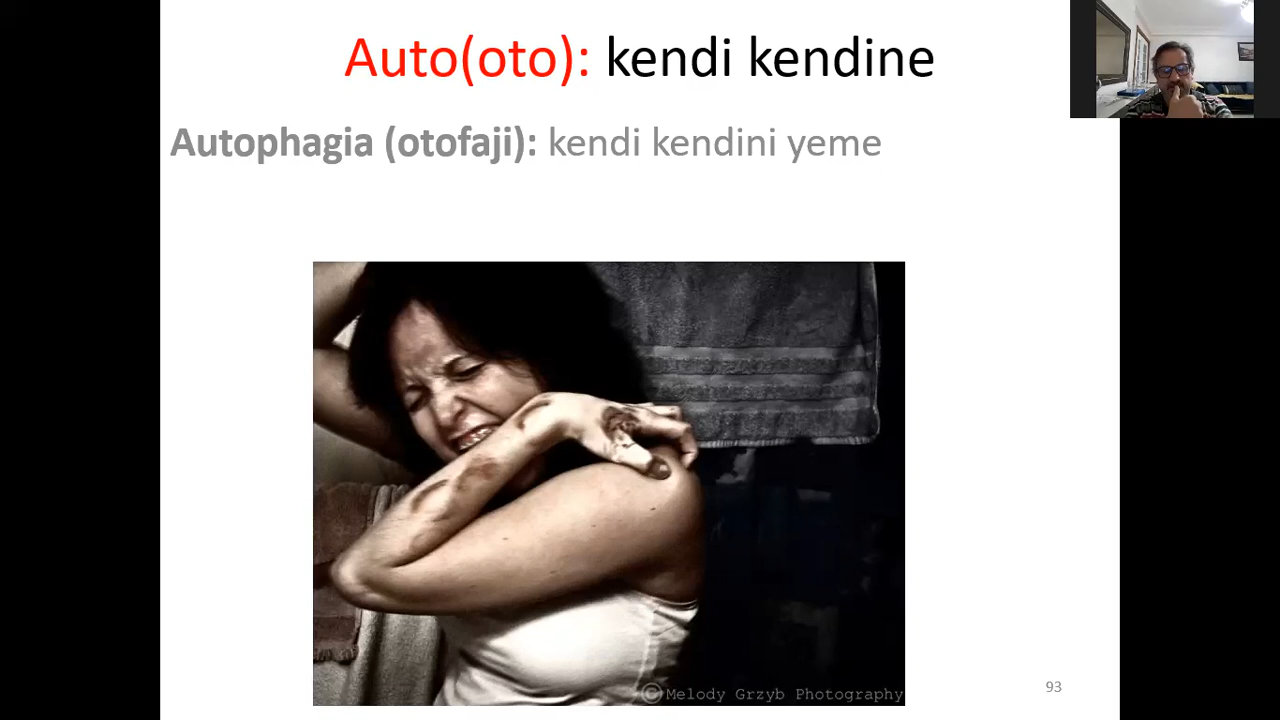 Auto(oto): kendi kendine
Autophagia (otofaji): kendi kendini yeme
© Melody Grzyb Photography
93